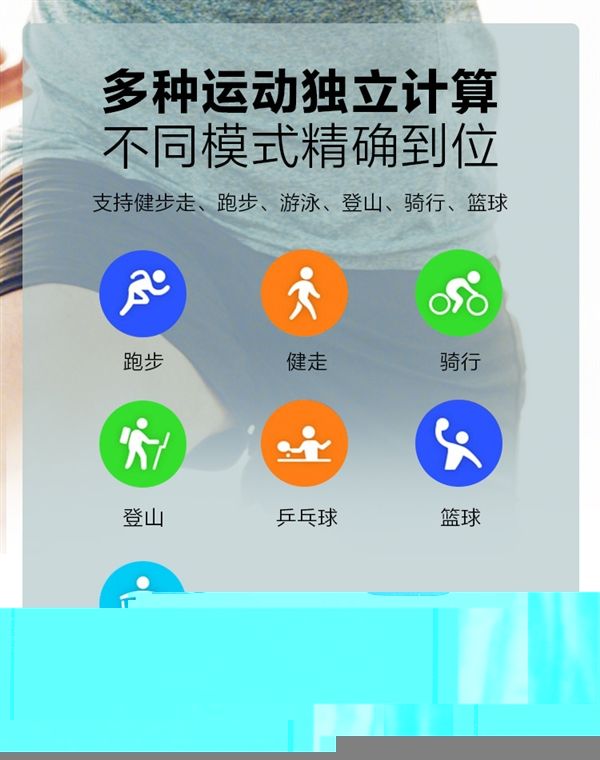 多种运动独立计算
不同模式精确到位
支持健步走、跑步、游泳、登山、骑行、篮球
跑步
健走
骑行
登山
乒乓球
篮球